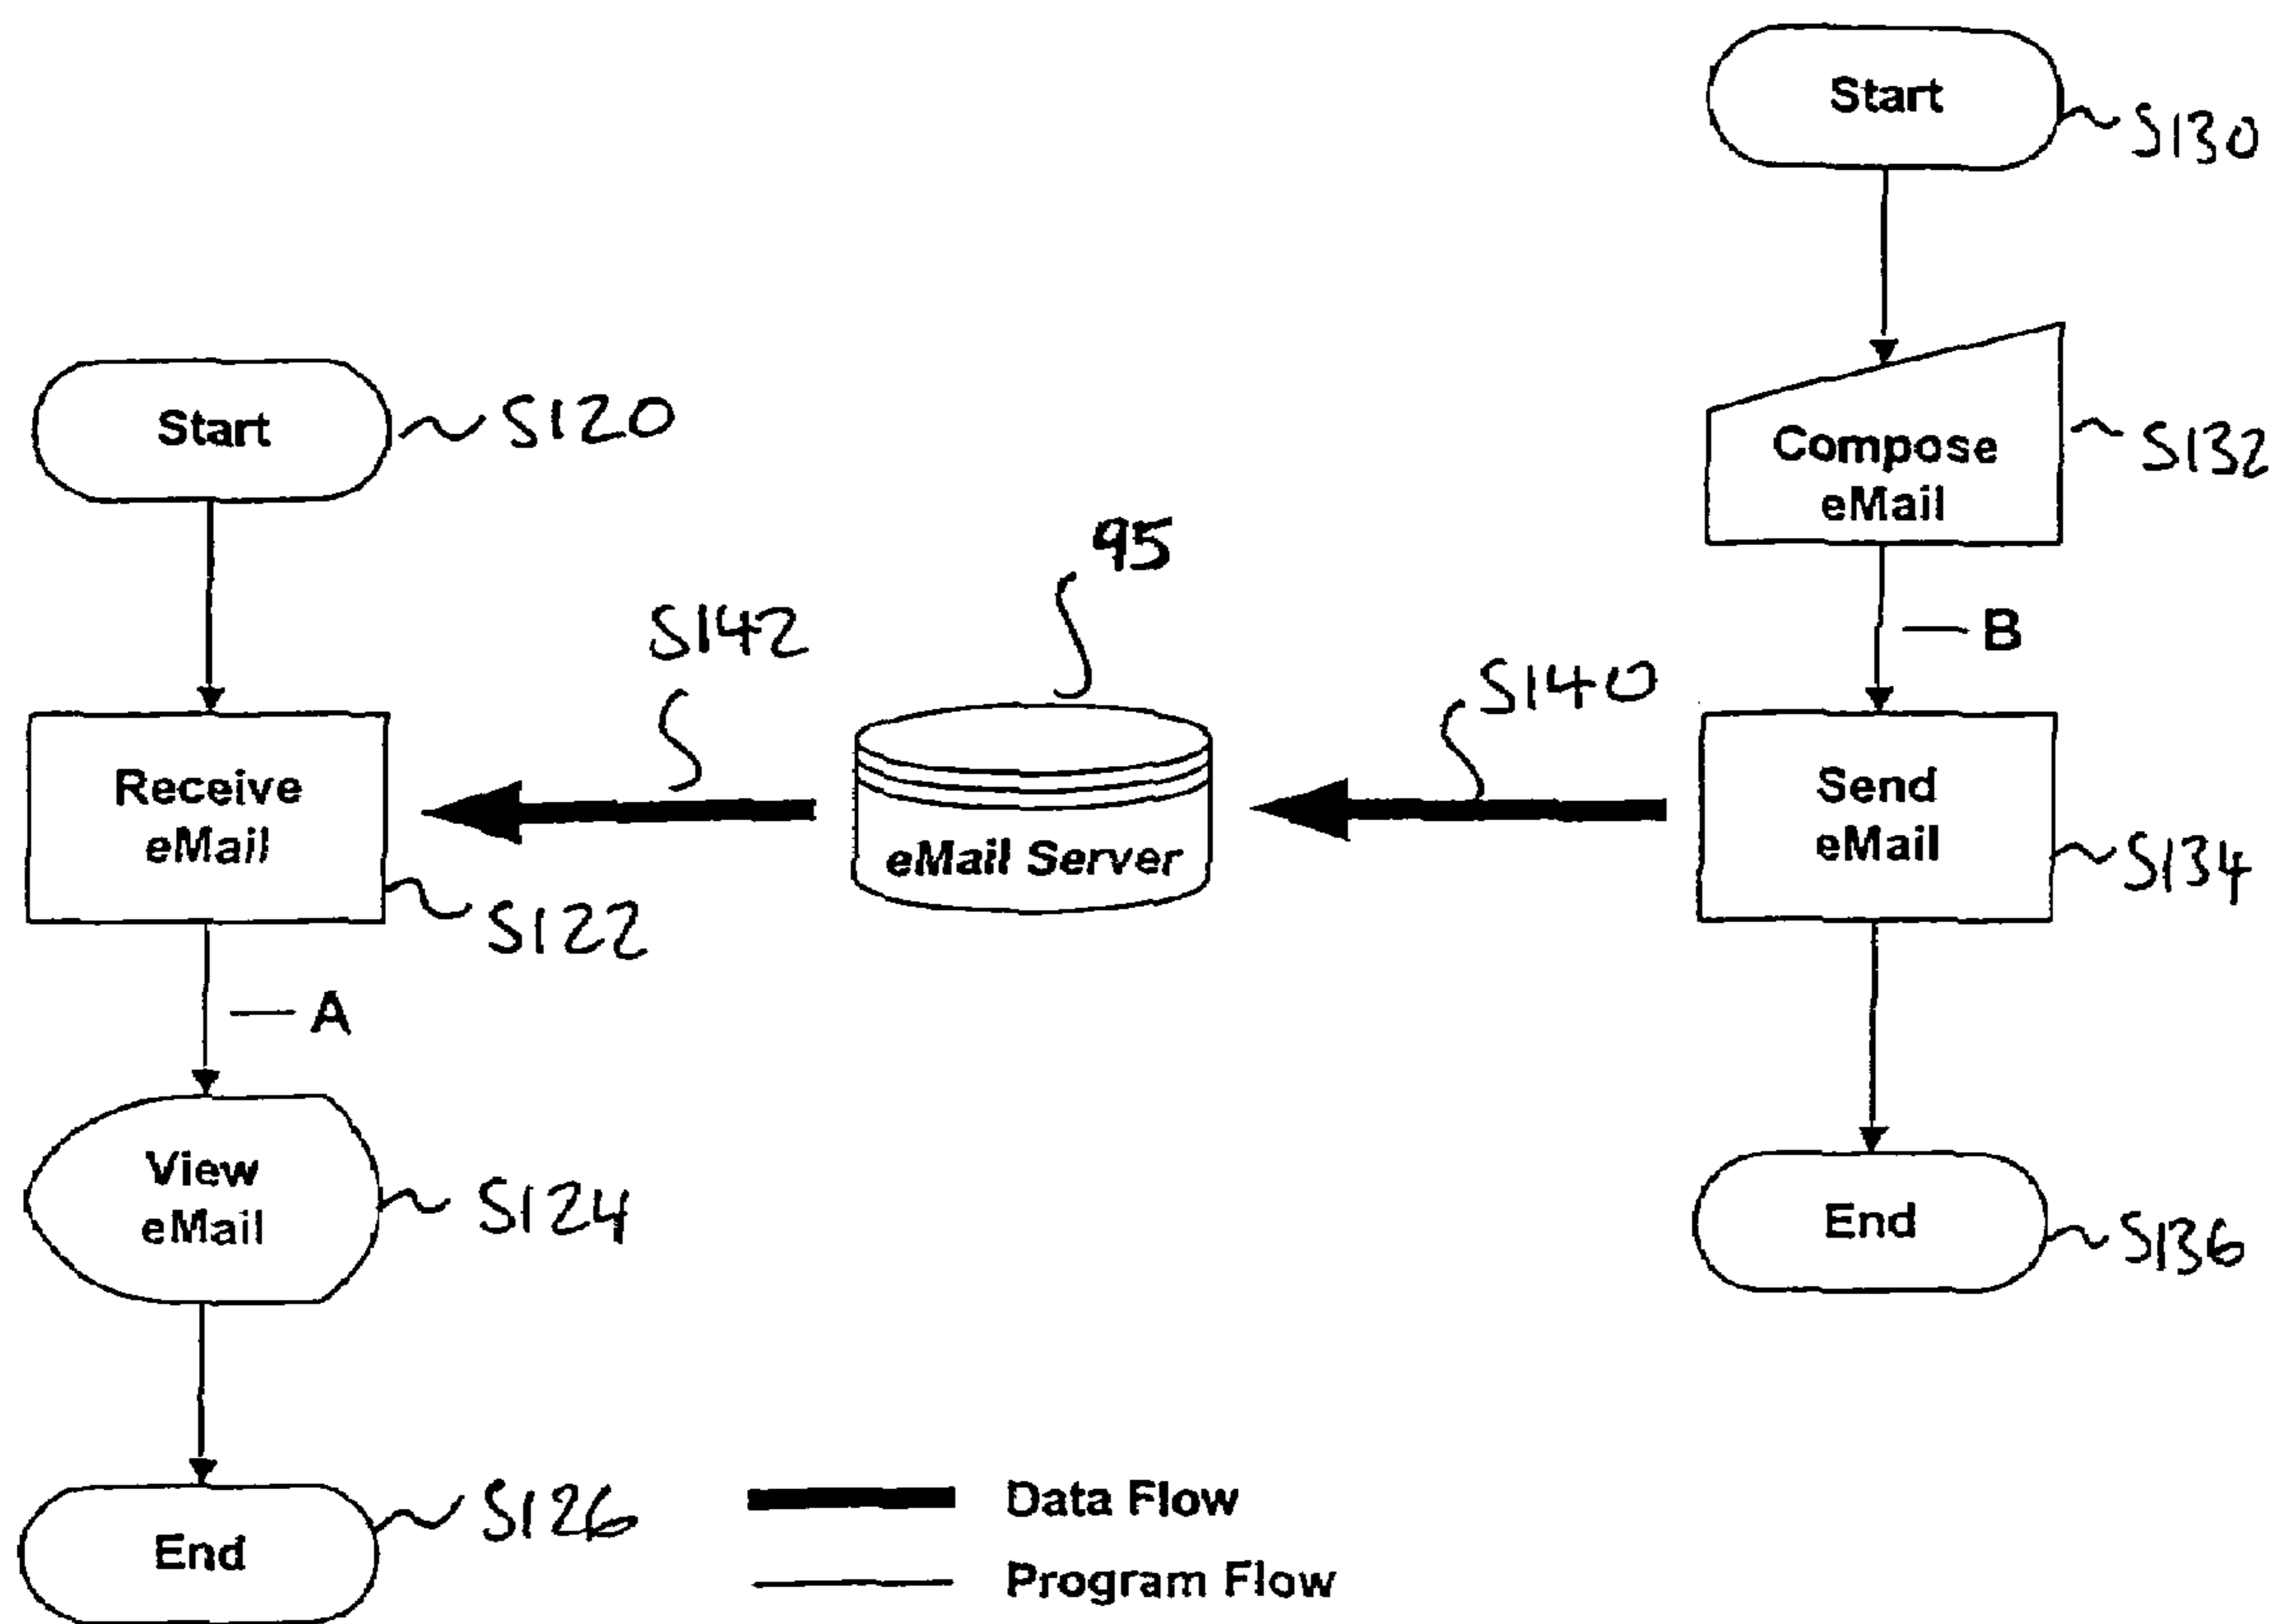 Start
S130
Compose
eMail
S132
B
Send
eMail
S134
End
S136
Start
S120
Receive
eMail
S122
A
View
eMail
S124
End
S126
S142
95
eMail Server
S140
Data Flow
Program Flow